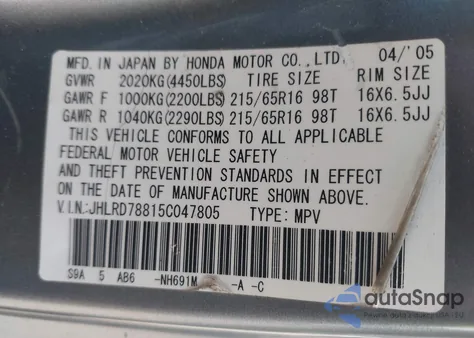 MFD. IN JAPAN BY HONDA MOTOR CO., LTD. 04/'05
GVWR 2020KG(4450LBS) TIRE SIZE RIM SIZE
GAWR F 1000KG(2200LBS) 215/65R16 98T 16X6.5JJ
GAWR R 1040KG(2290LBS) 215/65R16 98T 16X6.5JJ
THIS VEHICLE CONFORMS TO ALL APPLICABLE
FEDERAL MOTOR VEHICLE SAFETY
AND THEFT PREVENTION STANDARDS IN EFFECT
ON THE DATE OF MANUFACTURE SHOWN ABOVE.
V.I.N.:JHLRD78815C047805 TYPE: MPV
S9A 5 AB6 -NH691M -A -C
autoSnap